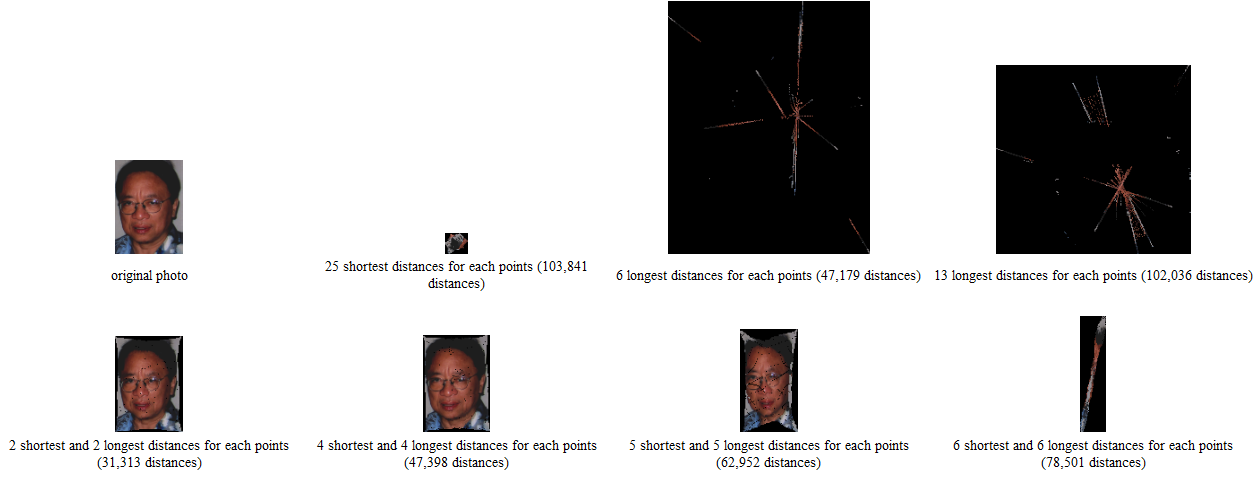 original photo
25 shortest distances for each points (103,841
distances)
6 longest distances for each points (47,179 distances)
13 longest distances for each points (102,036 distances)
2 shortest and 2 longest distances for each points
(31,313 distances)
4 shortest and 4 longest distances for each points
(47,398 distances)
5 shortest and 5 longest distances for each points
(62,952 distances)
6 shortest and 6 longest distances for each points
(78,501 distances)